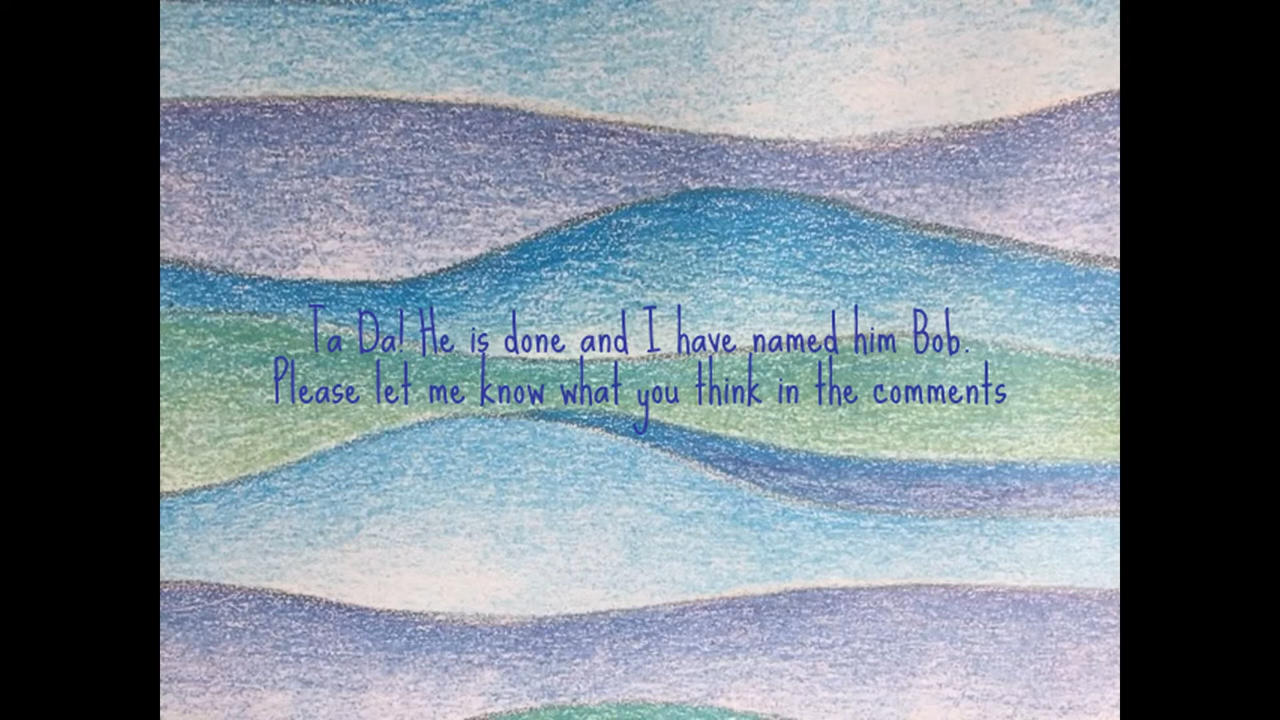 Ta Da! He is done and I have named him Bob.
Please let me know what you think in the comments